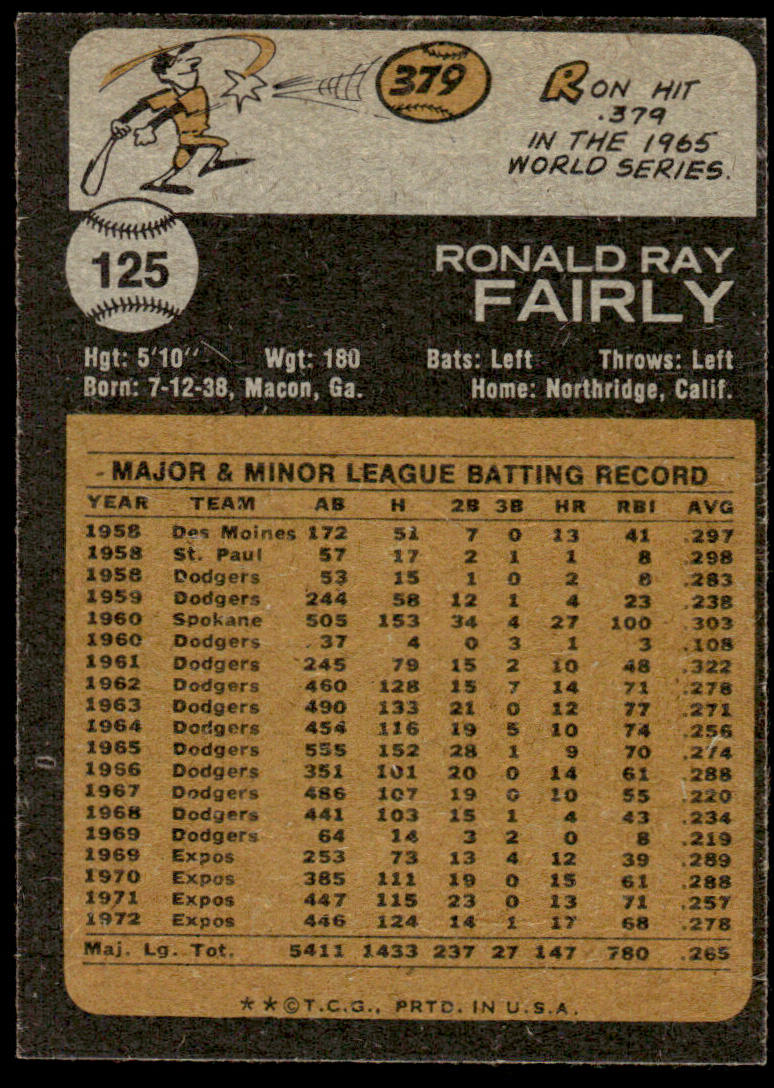 379
RON HIT
.379
IN THE 1965
WORLD SERIES.
125
RONALD RAY
FAIRLY
Hgt: 5'10" Wgt: 180 Bats: Left Throws: Left
Born: 7-12-38, Macon, Ga. Home: Northridge, Calif.
MAJOR & MINOR LEAGUE BATTING RECORD
YEAR TEAM AB H 2B 3B HR RBI AVG
1958 Des Moines 172 51 7 0 13 41 .297
1958 St. Paul 57 17 2 1 1 8 .298
1958 Dodgers 53 15 1 0 2 8 .283
1959 Dodgers 244 58 12 1 4 23 .238
1960 Spokane 505 153 34 4 27 100 .303
1960 Dodgers 37 4 0 3 1 3 .108
1961 Dodgers 245 79 15 2 10 48 .322
1962 Dodgers 460 128 15 7 14 71 .278
1963 Dodgers 490 133 21 0 12 77 .271
1964 Dodgers 454 116 19 5 10 74 .256
1965 Dodgers 555 152 28 1 9 70 .274
1966 Dodgers 351 101 20 0 14 61 .288
1967 Dodgers 486 107 19 0 10 55 .220
1968 Dodgers 441 103 15 1 4 43 .234
1969 Dodgers 64 14 3 2 0 8 .219
1969 Expos 253 73 13 4 12 39 .289
1970 Expos 385 111 19 0 15 61 .288
1971 Expos 447 115 23 0 13 71 .257
1972 Expos 446 124 14 1 17 68 .278
Maj. Lg. Tot. 5411 1433 237 27 147 780 .265
**©T.C.G., PRTD. IN U.S.A.